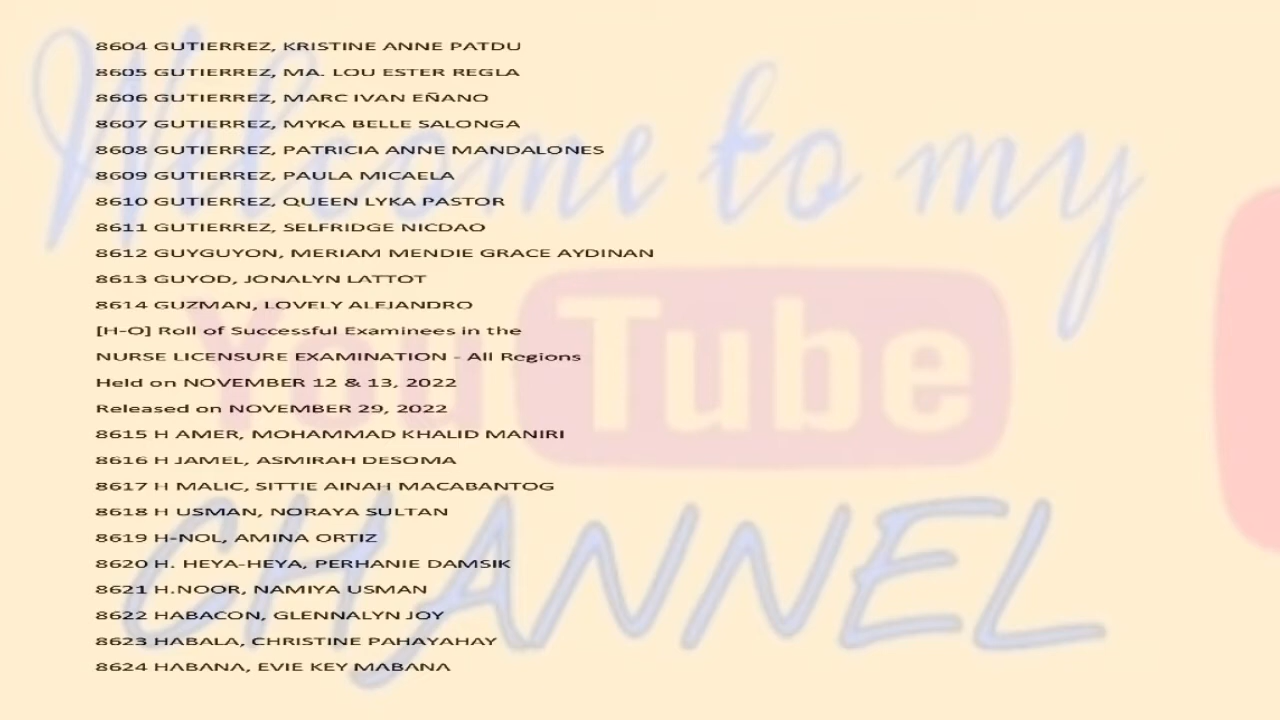 Welcome to my
YouTube
CHANNEL
8604 GUTIERREZ, KRISTINE ANNE PATDU
8605 GUTIERREZ, MA. LOU ESTER REGLA
8606 GUTIERREZ, MARC IVAN EÑANO
8607 GUTIERREZ, MYKA BELLE SALONGA
8608 GUTIERREZ, PATRICIA ANNE MANDALONES
8609 GUTIERREZ, PAULA MICAELA
8610 GUTIERREZ, QUEEN LYKA PASTOR
8611 GUTIERREZ, SELFRIDGE NICDAO
8612 GUYGUYON, MERIAM MENDIE GRACE AYDINAN
8613 GUYOD, JONALYN LATTOT
8614 GUZMAN, LOVELY ALEJANDRO
[H-O] Roll of Successful Examinees in the
NURSE LICENSURE EXAMINATION - All Regions
Held on NOVEMBER 12 & 13, 2022
Released on NOVEMBER 29, 2022
8615 H AMER, MOHAMMAD KHALID MANIRI
8616 H JAMEL, ASMIRAH DESOMA
8617 H MALIC, SITTIE AINAH MACABANTOG
8618 H USMAN, NORAYA SULTAN
8619 H-NOL, AMINA ORTIZ
8620 H. HEYA-HEYA, PERHANIE DAMSIK
8621 H.NOOR, NAMIYA USMAN
8622 HABACON, GLENNALYN JOY
8623 HABALA, CHRISTINE PAHAYAHAY
8624 HABANA, EVIE KEY MABANA